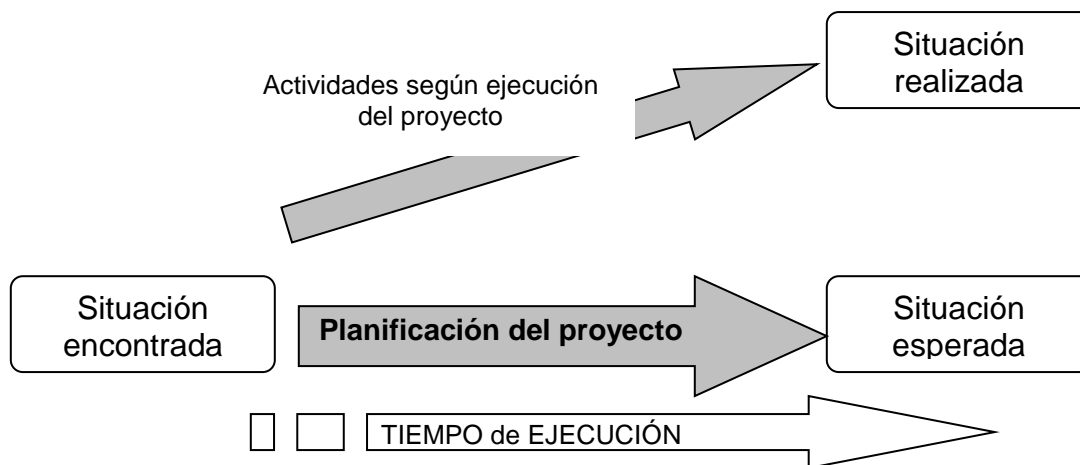 Situación
realizada
Actividades según ejecución
del proyecto
Situación
encontrada
Planificación del proyecto
Situación
esperada
TIEMPO de EJECUCIÓN